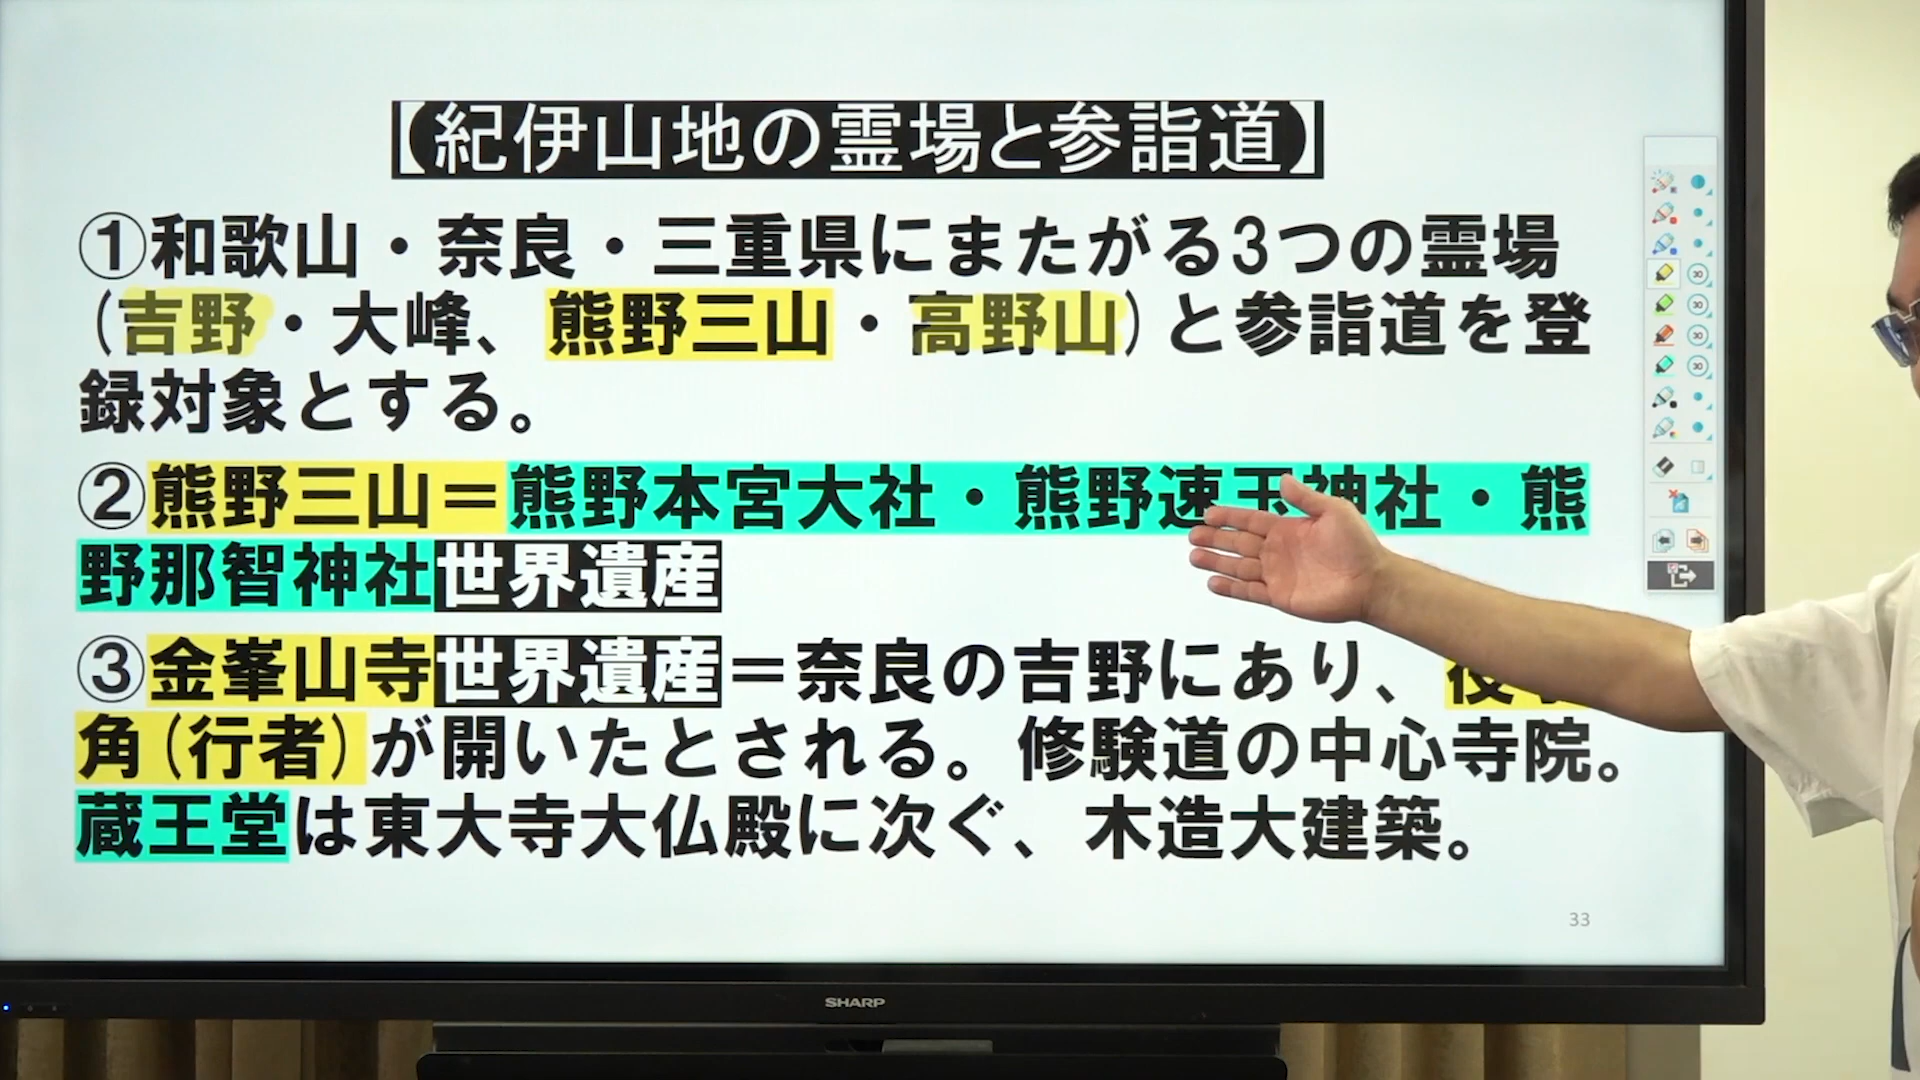 【紀伊山地の霊場と参詣道】
①和歌山・奈良・三重県にまたがる3つの霊場
(吉野・大峰、熊野三山・高野山)と参詣道を登
録対象とする。
②熊野三山＝熊野本宮大社・熊野速玉神社・熊
野那智神社世界遺産
③金峯山寺世界遺産＝奈良の吉野にあり、
角(行者)が開いたとされる。修験道の中心寺院。
蔵王堂は東大寺大仏殿に次ぐ、木造大建築。
33
SHARP